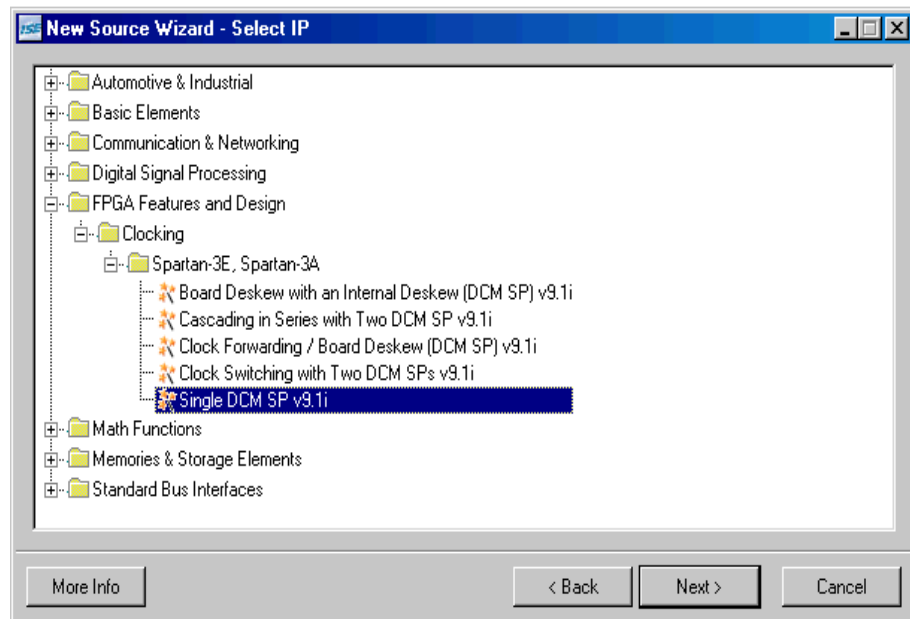 ISE New Source Wizard - Select IP
Automotive & Industrial
Basic Elements
Communication & Networking
Digital Signal Processing
FPGA Features and Design
Clocking
Spartan-3E, Spartan-3A
Board Deskew with an Internal Deskew (DCM SP) v9.1i
Cascading in Series with Two DCM SP v9.1i
Clock Forwarding / Board Deskew (DCM SP) v9.1i
Clock Switching with Two DCM SPs v9.1i
Single DCM SP v9.1i
Math Functions
Memories & Storage Elements
Standard Bus Interfaces
More Info < Back Next > Cancel